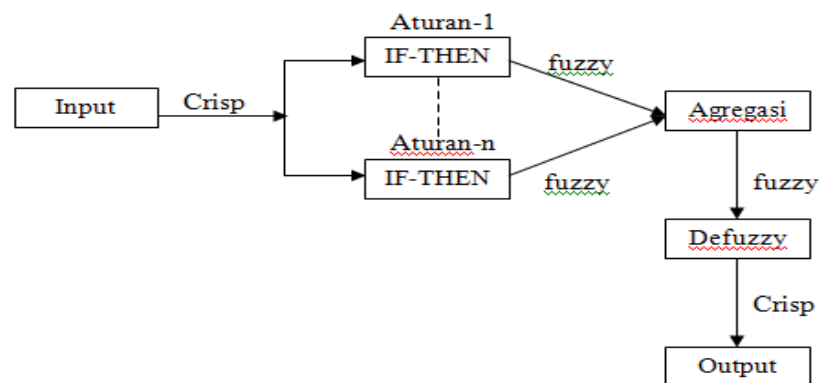 Aturan-1
IF-THEN
fuzzy
Input
Crisp
Agregasi
Aturan-n
IF-THEN
fuzzy
fuzzy
Defuzzy
Crisp
Output